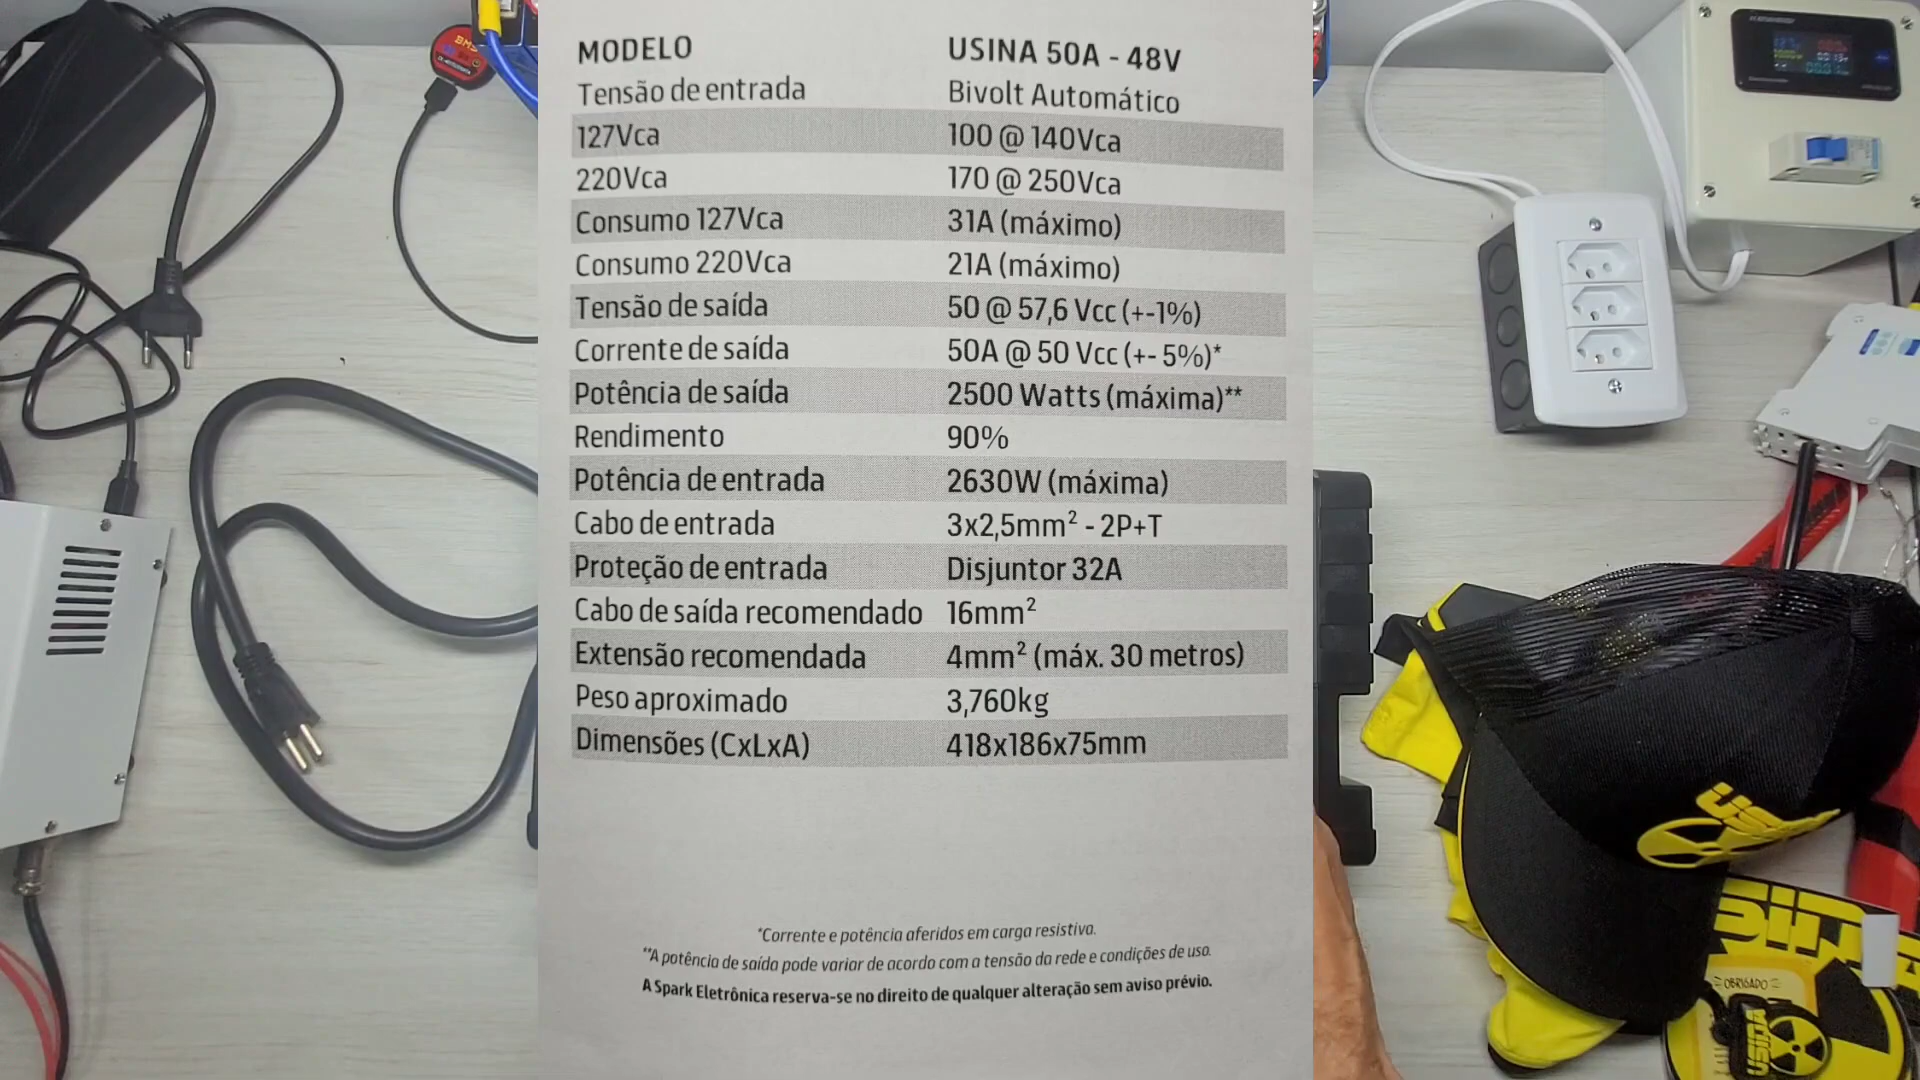 MODELO USINA 50A - 48V
Tensão de entrada Bivolt Automático
127Vca 100 @ 140Vca
220Vca 170 @ 250Vca
Consumo 127Vca 31A (máximo)
Consumo 220Vca 21A (máximo)
Tensão de saída 50 @ 57,6 Vcc (+-1%)
Corrente de saída 50A @ 50 Vcc (+- 5%)*
Potência de saída 2500 Watts (máxima)**
Rendimento 90%
Potência de entrada 2630W (máxima)
Cabo de entrada 3x2,5mm² - 2P+T
Proteção de entrada Disjuntor 32A
Cabo de saída recomendado 16mm²
Extensão recomendada 4mm² (máx. 30 metros)
Peso aproximado 3,760kg
Dimensões (CxLxA) 418x186x75mm
*Corrente e potência aferidos em carga resistiva.
**A potência de saída pode variar de acordo com a tensão da rede e condições de uso.
A Spark Eletrônica reserva-se no direito de qualquer alteração sem aviso prévio.
BMS
OBRIGADO
USINA